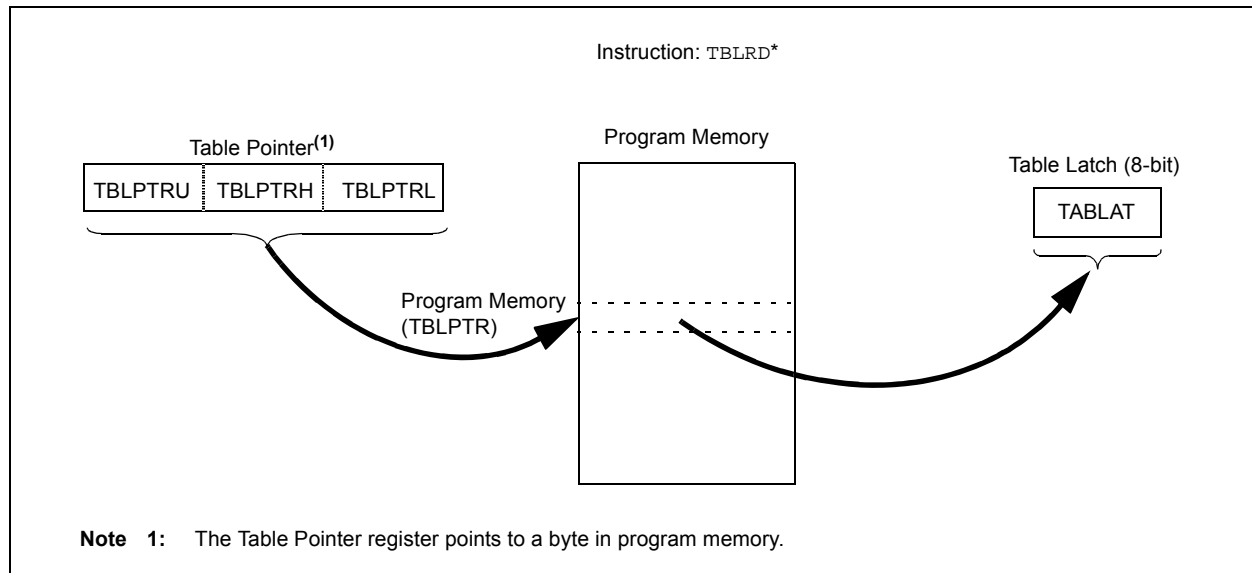 Instruction: TBLRD*
Table Pointer(1)
TBLPTRU TBLPTRH TBLPTRL
Program Memory
Table Latch (8-bit)
TABLAT
Program Memory
(TBLPTR)
Note 1: The Table Pointer register points to a byte in program memory.